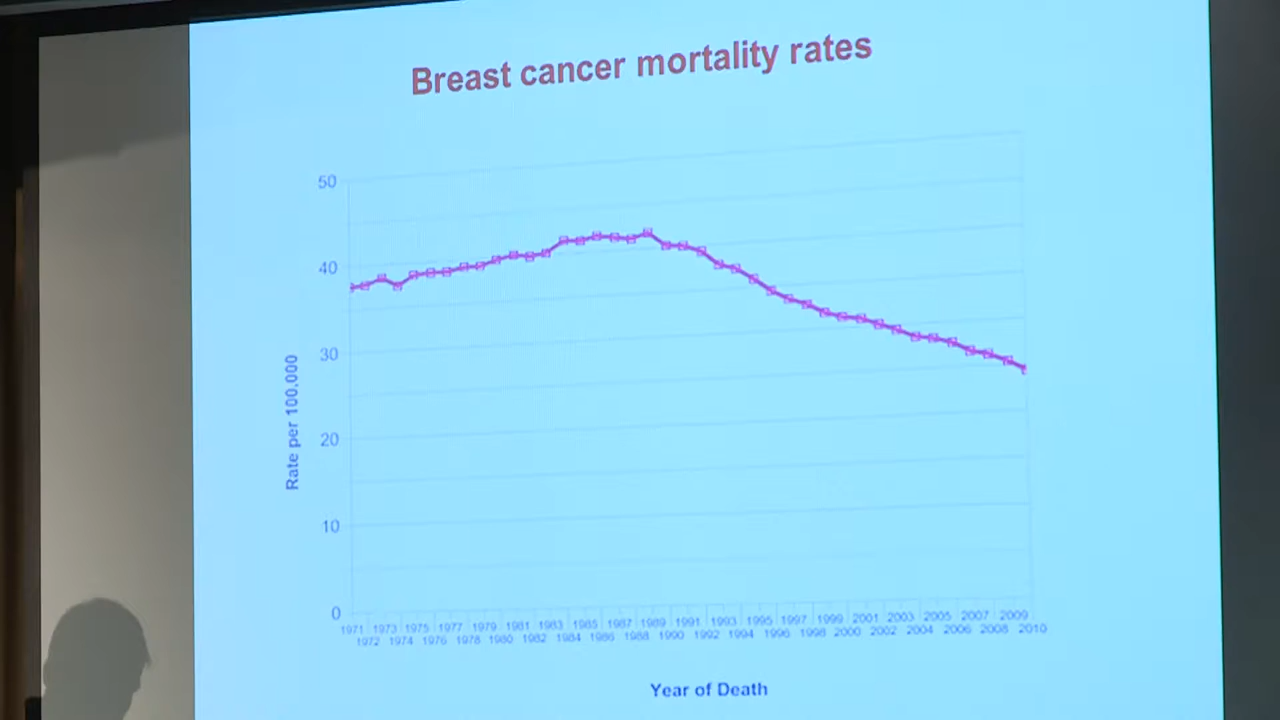 Breast cancer mortality rates
50
40
30
20
10
0
Rate per 100,000
1971 1973 1975 1977 1979 1981 1983 1985 1987 1989 1991 1993 1995 1997 1999 2001 2003 2005 2007 2009
1972 1974 1976 1978 1980 1982 1984 1986 1988 1990 1992 1994 1996 1998 2000 2002 2004 2006 2008 2010
Year of Death